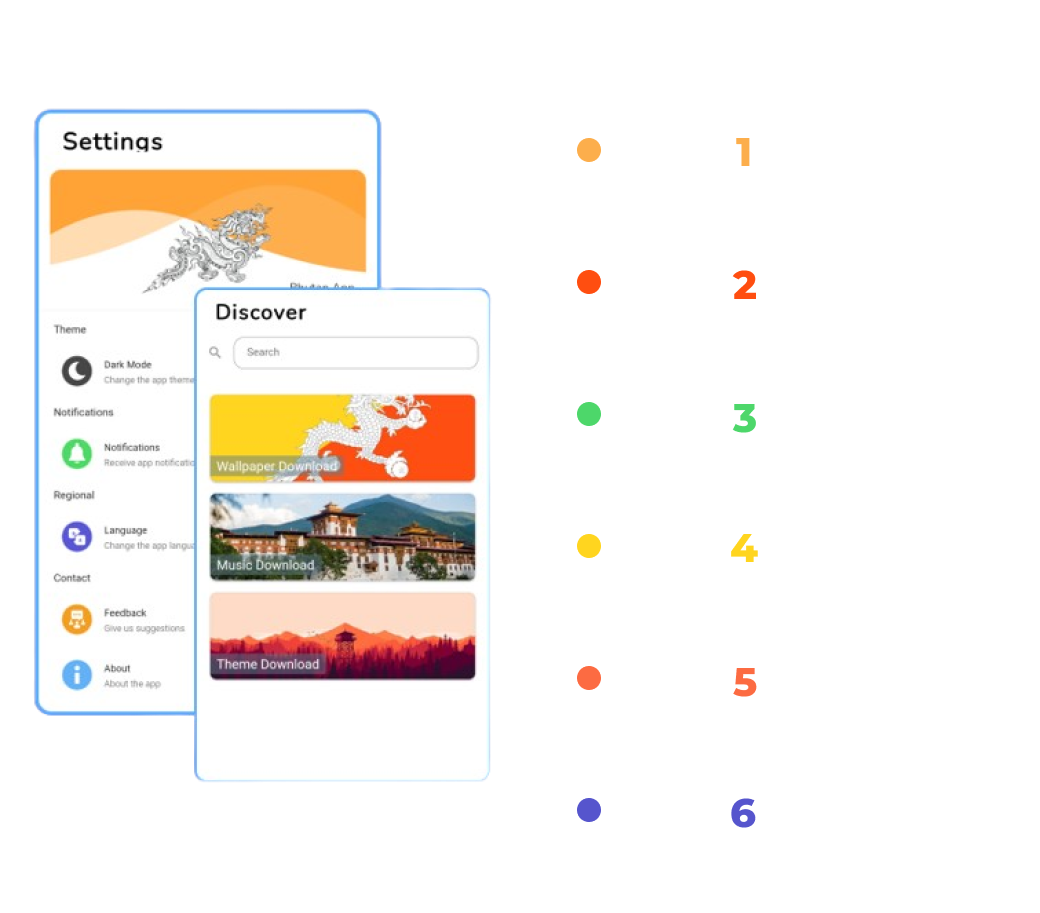 Settings
Bhutan App
Theme
Dark Mode
Change the app theme
Notifications
Notifications
Receive app
Regional
Language
Change the app
Contact
Feedback
Give us suggestions
About
About the app
Discover
Search
Wallpaper Download
Music Download
Theme Download
1
2
3
4
5
6